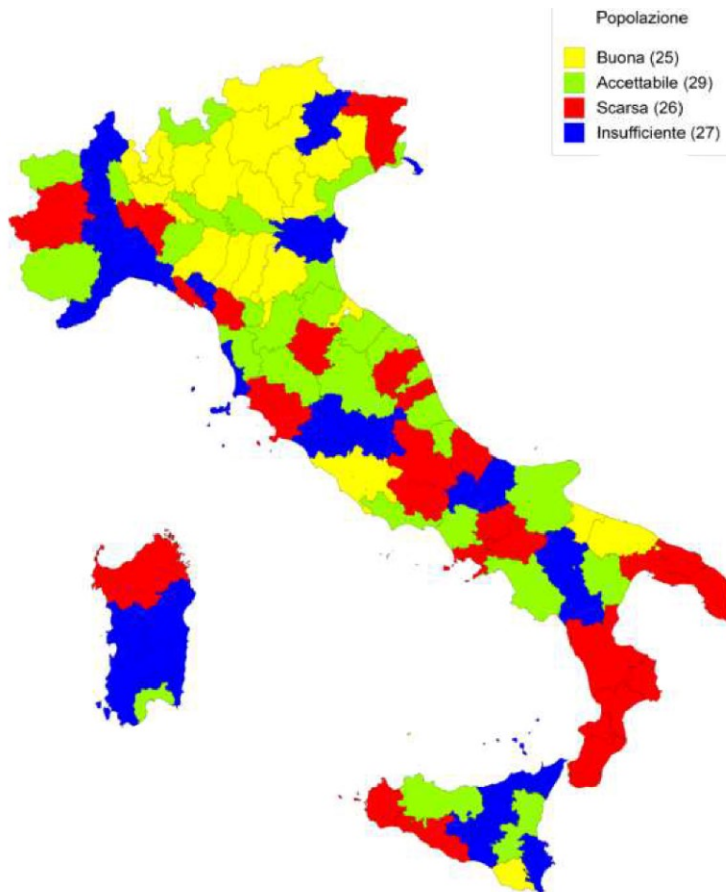 Popolazione
Buona (25)
Accettabile (29)
Scarsa (26)
Insufficiente (27)